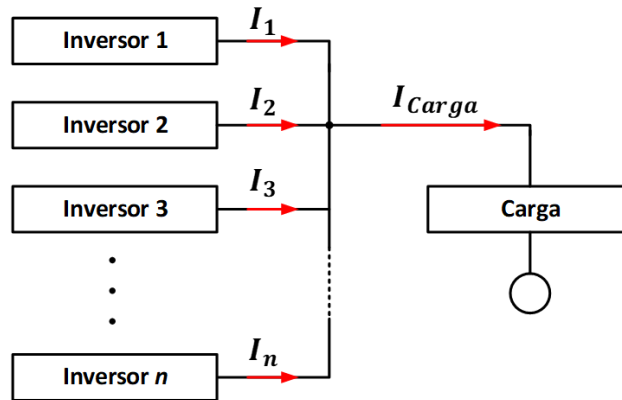 Inversor 1
I1
Inversor 2
I2
ICarga
Inversor 3
I3
Carga
Inversor n
In